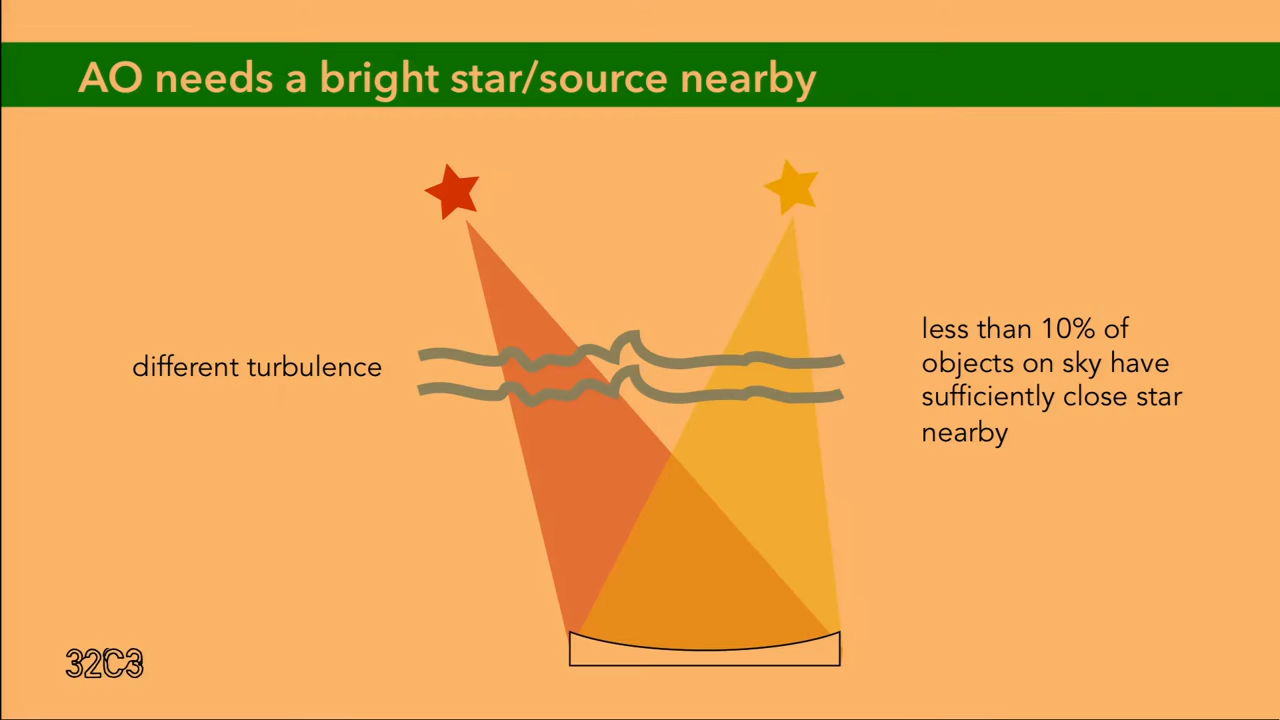 AO needs a bright star/source nearby
different turbulence
less than 10% of
objects on sky have
sufficiently close star
nearby
32C3